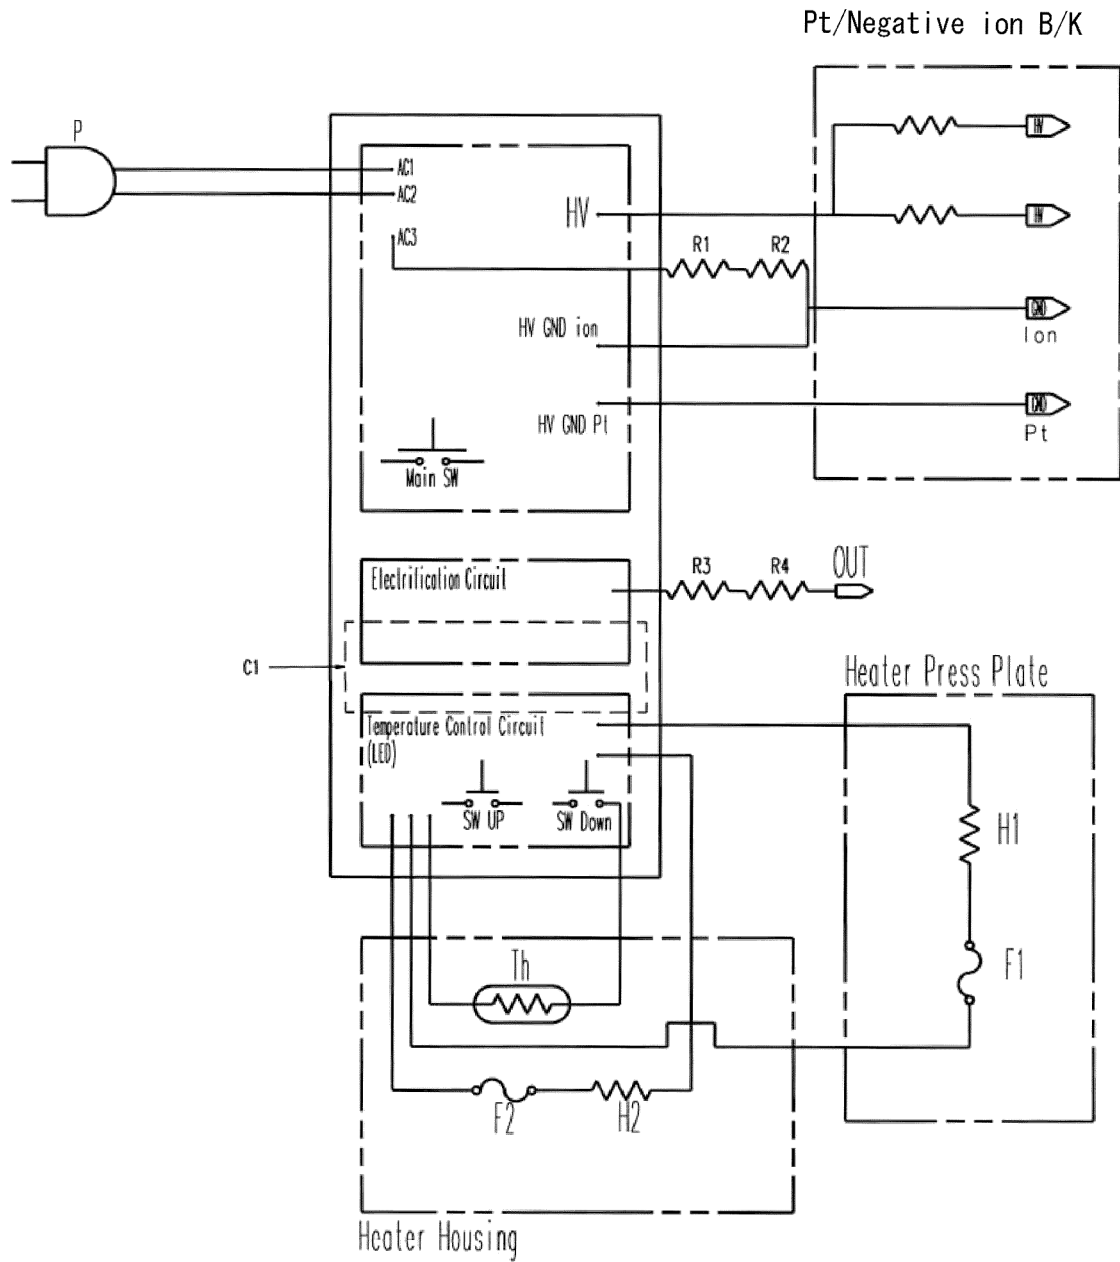 Pt/Negative ion B/K
P
AC1
AC2
AC3
HV
HV
HV
R1
R2
HV GND ion
GND
Ion
HV GND Pt
GND
Pt
Main SW
Electrification Circuit
R3
R4
OUT
C1
Heater Press Plate
Temperature Control Circuit
(LED)
SW UP
SW Down
H1
F1
Th
F2
H2
Heater Housing